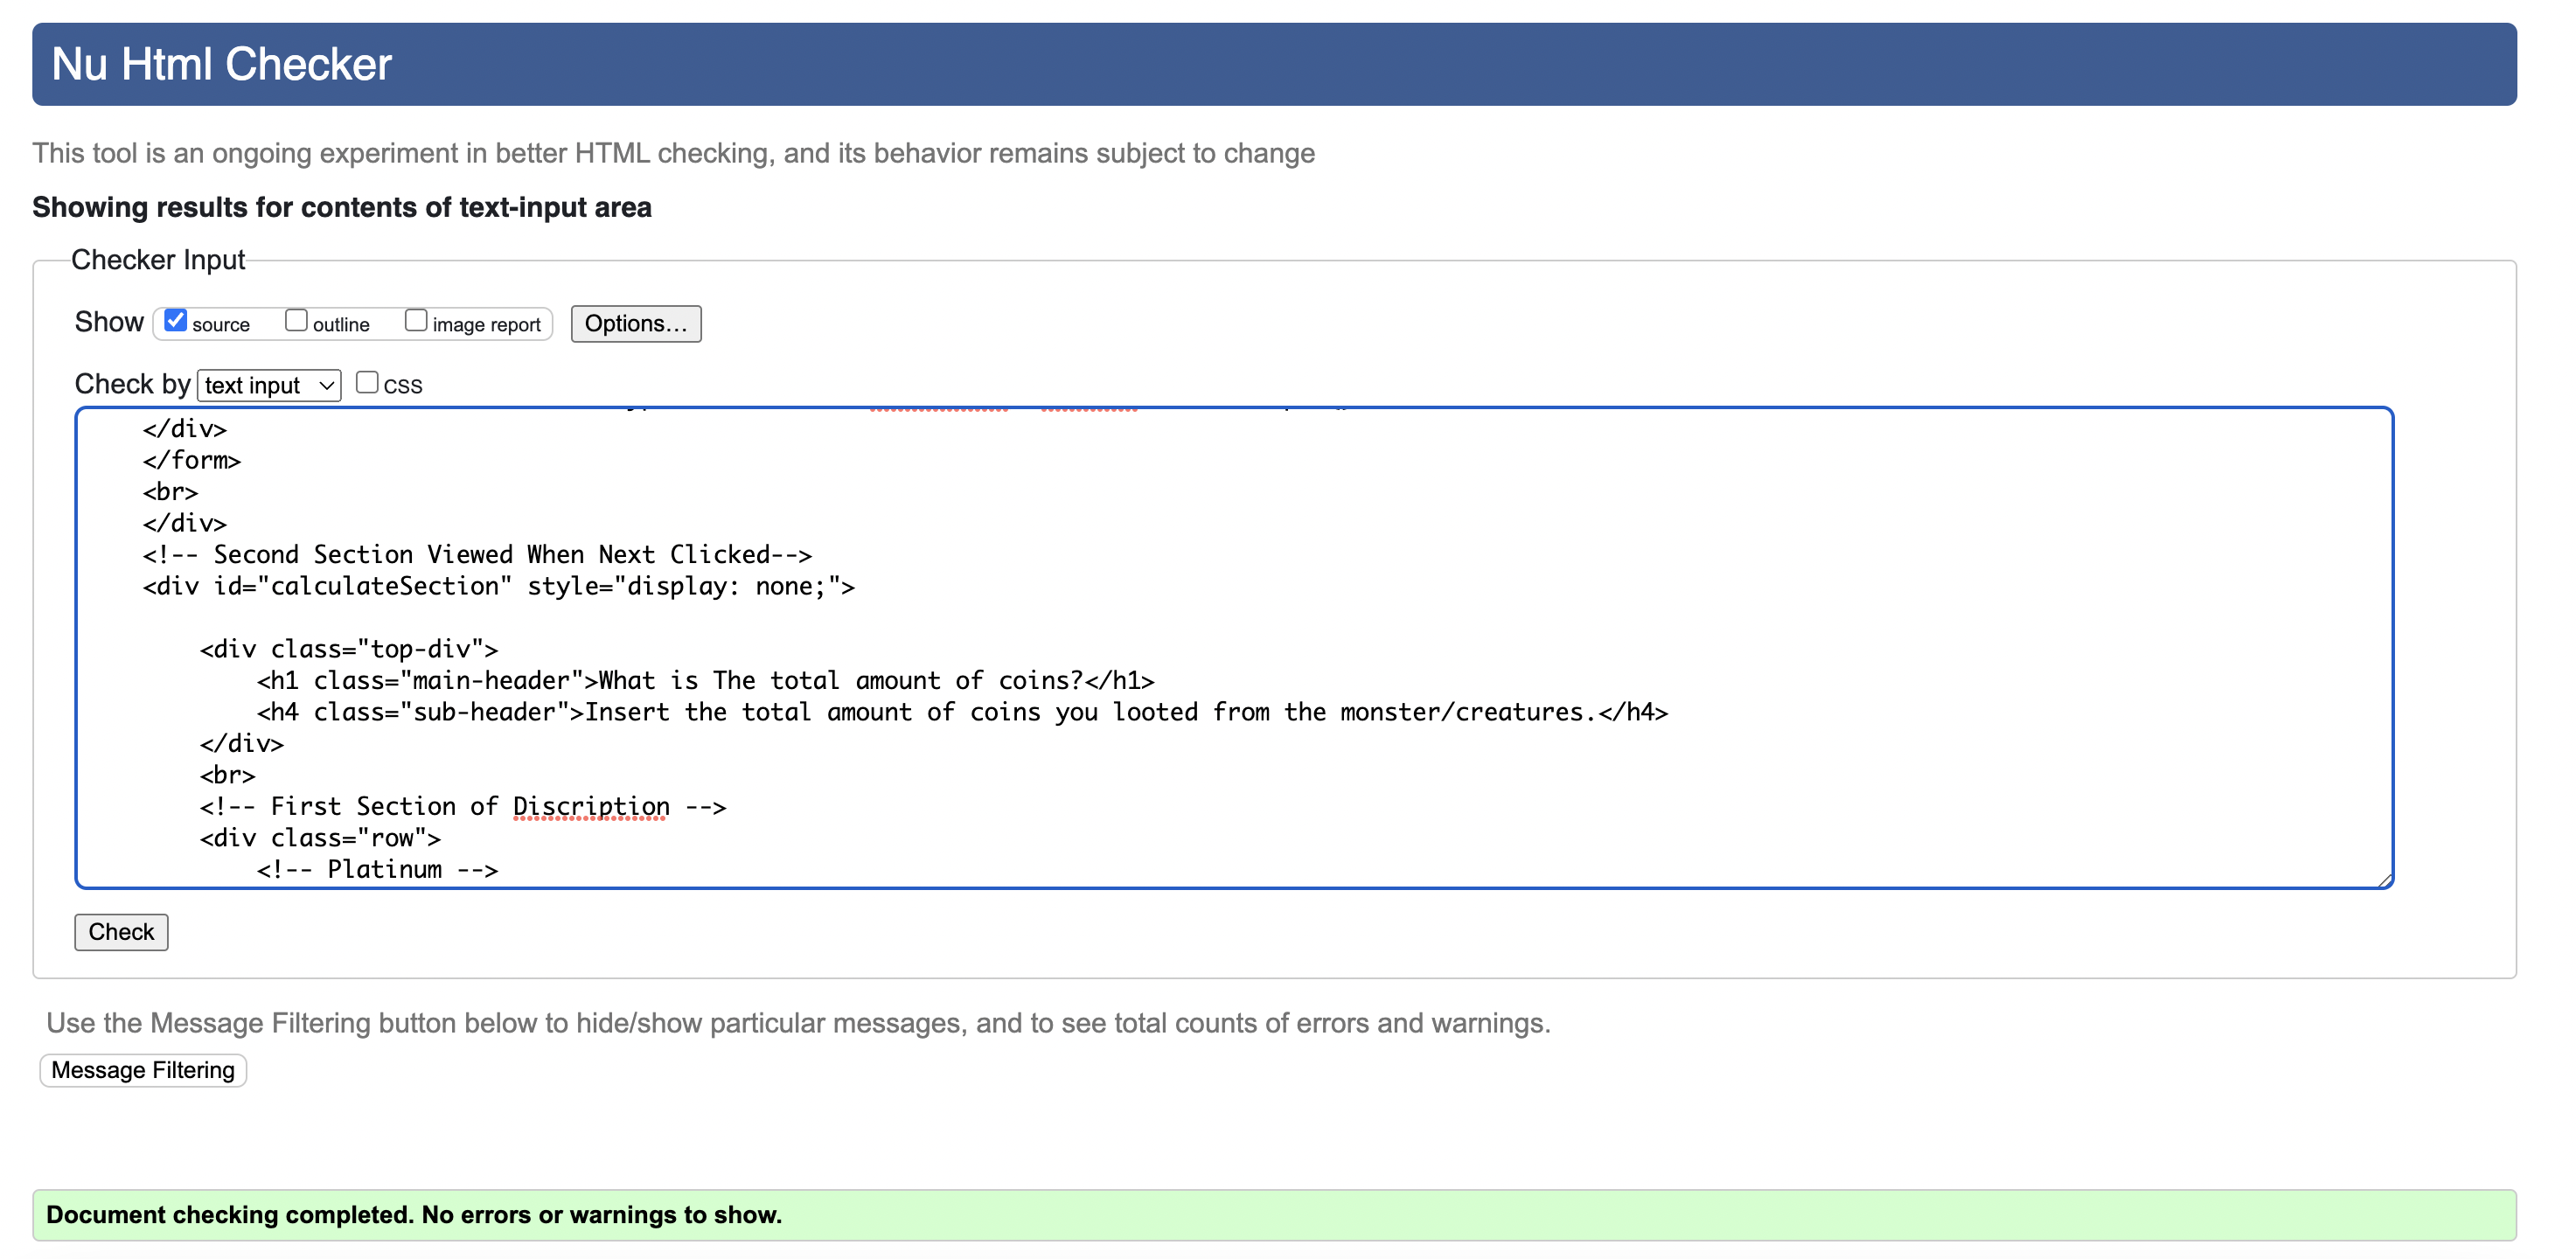 Nu Html Checker
This tool is an ongoing experiment in better HTML checking, and its behavior remains subject to change
Showing results for contents of text-input area
Checker Input
Show source outline image report Options...
Check by text input CSS
</div>
</form>
<br>
</div>
<!-- Second Section Viewed When Next Clicked-->
<div id="calculateSection" style="display: none;">
<div class="top-div">
<h1 class="main-header">What is The total amount of coins?</h1>
<h4 class="sub-header">Insert the total amount of coins you looted from the monster/creatures.</h4>
</div>
<br>
<!-- First Section of Discription -->
<div class="row">
<!-- Platinum -->
Check
Use the Message Filtering button below to hide/show particular messages, and to see total counts of errors and warnings.
Message Filtering
Document checking completed. No errors or warnings to show.